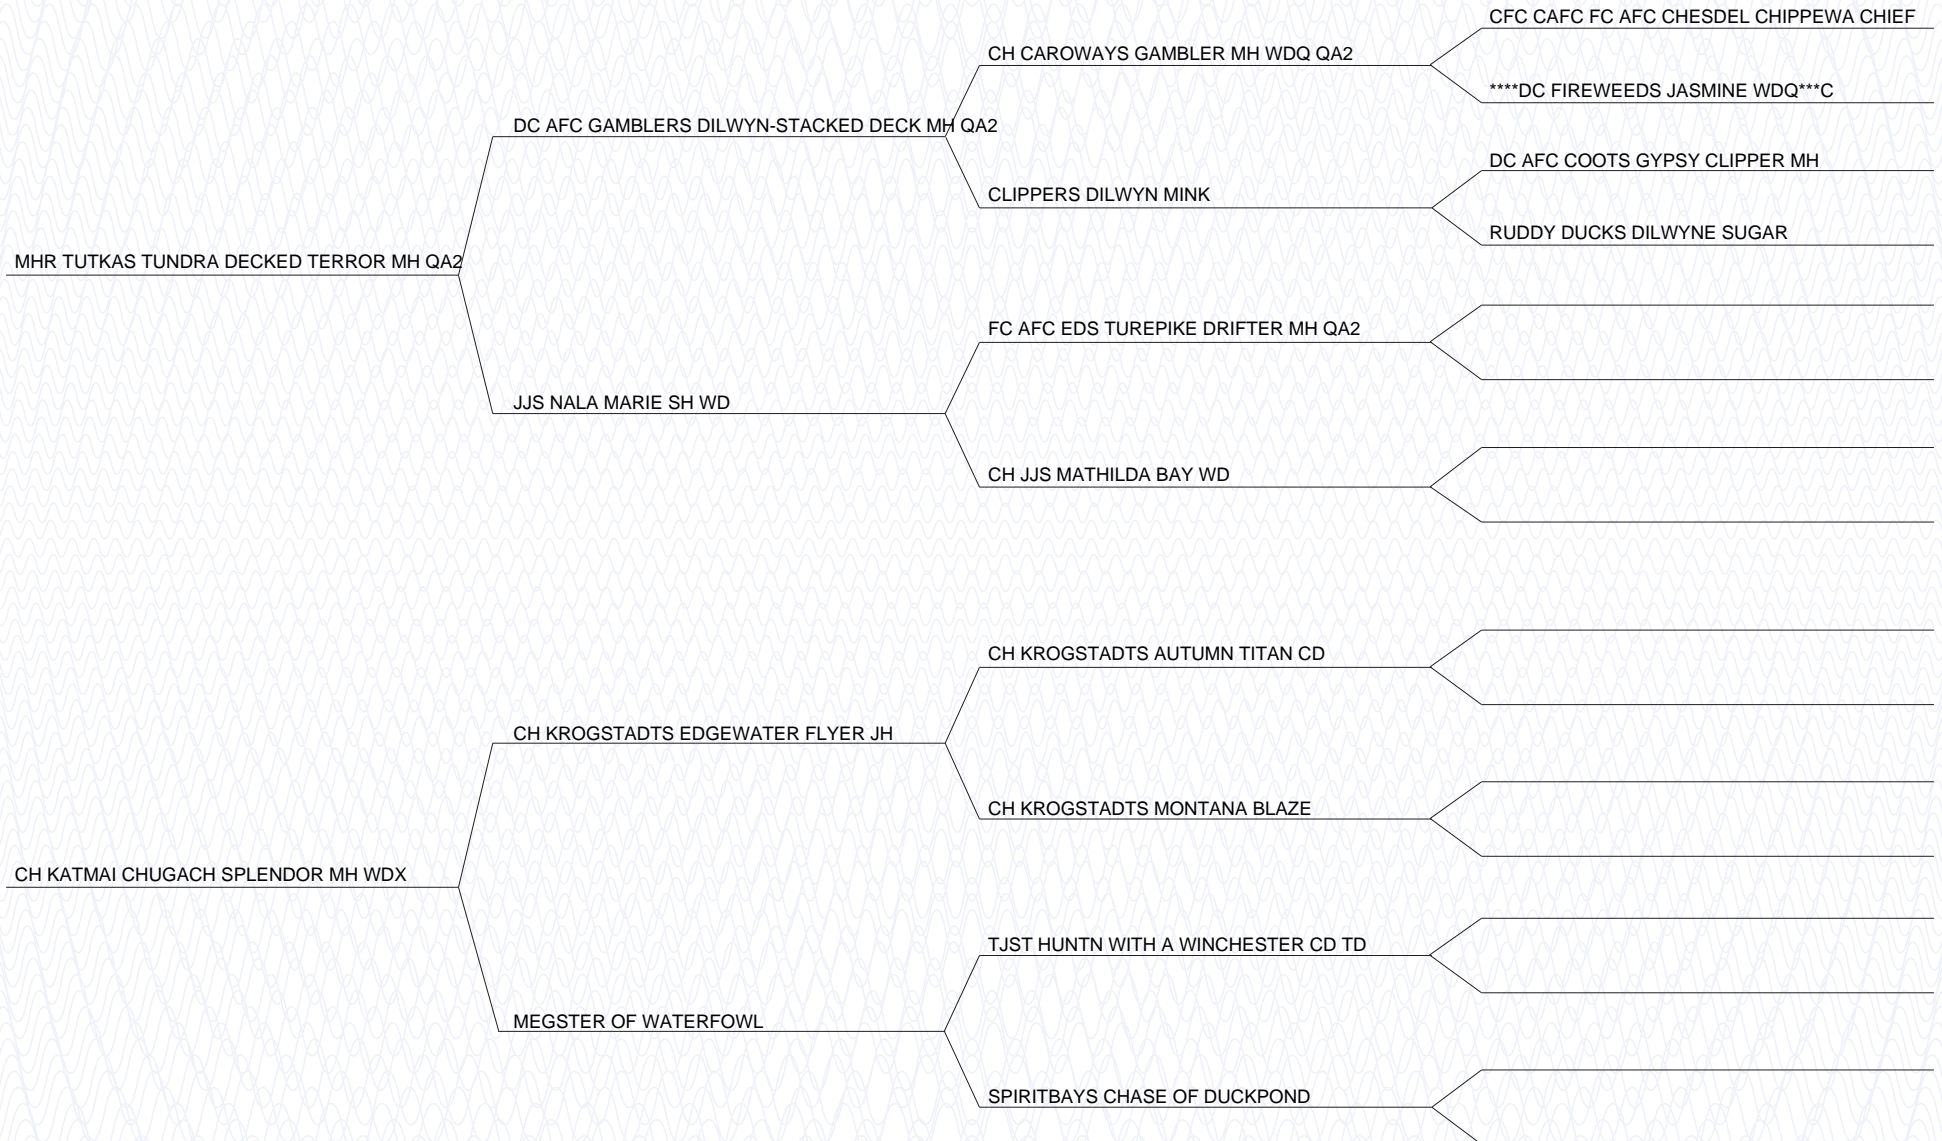 CFC CAFC FC AFC CHESDEL CHIPPEWA CHIEF
CH CAROWAYS GAMBLER MH WDQ QA2
****DC FIREWEEDS JASMINE WDQ***C
DC AFC GAMBLERS DILWYN-STACKED DECK MH QA2
DC AFC COOTS GYPSY CLIPPER MH
CLIPPERS DILWYN MINK
RUDDY DUCKS DILWYNE SUGAR
MHR TUTKAS TUNDRA DECKED TERROR MH QA2
FC AFC EDS TUREPIKE DRIFTER MH QA2
JJS NALA MARIE SH WD
CH JJS MATHILDA BAY WD
CH KROGSTADTS AUTUMN TITAN CD
CH KROGSTADTS EDGEWATER FLYER JH
CH KROGSTADTS MONTANA BLAZE
CH KATMAI CHUGACH SPLENDOR MH WDX
TJST HUNTN WITH A WINCHESTER CD TD
MEGSTER OF WATERFOWL
SPIRITBAYS CHASE OF DUCKPOND